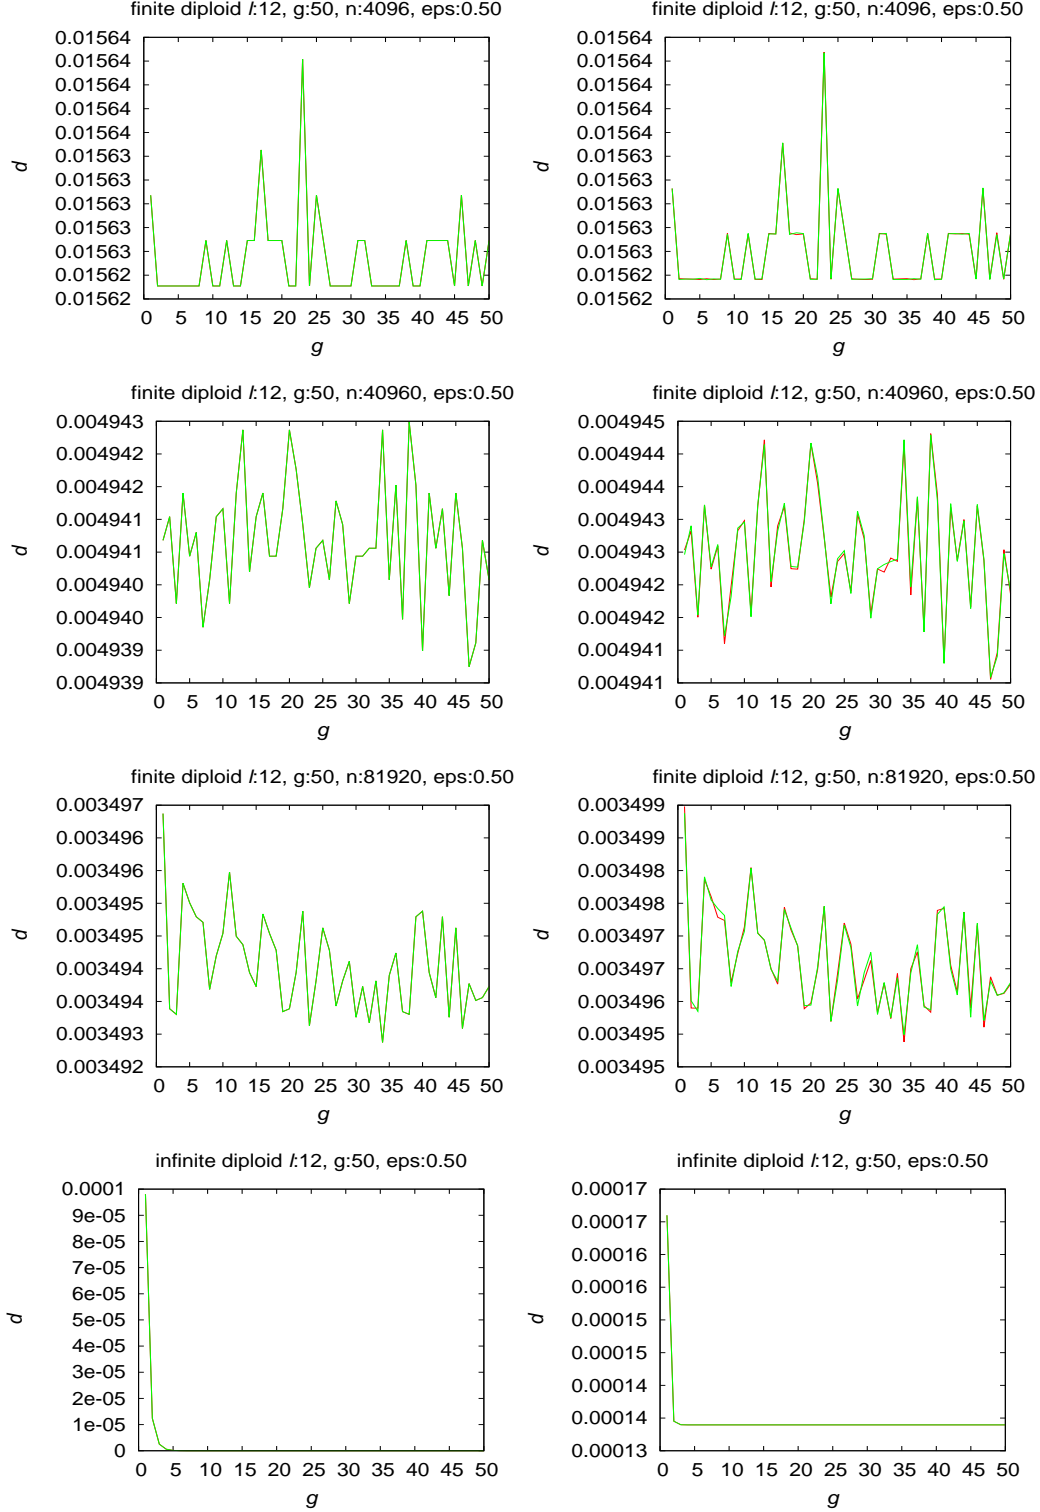 finite diploid l:12, g:50, n:4096, eps:0.50
0.01564
0.01564
0.01564
0.01564
0.01564
0.01563
0.01563
0.01563
0.01563
0.01563
0.01562
0.01562
d
0 5 10 15 20 25 30 35 40 45 50
g
finite diploid l:12, g:50, n:4096, eps:0.50
0.01564
0.01564
0.01564
0.01564
0.01564
0.01563
0.01563
0.01563
0.01563
0.01563
0.01562
0.01562
d
0 5 10 15 20 25 30 35 40 45 50
g
finite diploid l:12, g:50, n:40960, eps:0.50
0.004943
0.004942
0.004942
0.004941
0.004941
0.004940
0.004940
0.004939
0.004939
d
0 5 10 15 20 25 30 35 40 45 50
g
finite diploid l:12, g:50, n:40960, eps:0.50
0.004945
0.004944
0.004944
0.004943
0.004943
0.004942
0.004942
0.004941
0.004941
d
0 5 10 15 20 25 30 35 40 45 50
g
finite diploid l:12, g:50, n:81920, eps:0.50
0.003497
0.003496
0.003496
0.003495
0.003495
0.003494
0.003494
0.003493
0.003492
d
0 5 10 15 20 25 30 35 40 45 50
g
finite diploid l:12, g:50, n:81920, eps:0.50
0.003499
0.003499
0.003498
0.003498
0.003497
0.003497
0.003496
0.003495
0.003495
d
0 5 10 15 20 25 30 35 40 45 50
g
infinite diploid l:12, g:50, eps:0.50
0.0001
9e-05
8e-05
7e-05
6e-05
5e-05
4e-05
3e-05
2e-05
1e-05
0
d
0 5 10 15 20 25 30 35 40 45 50
g
infinite diploid l:12, g:50, eps:0.50
0.00017
0.00017
0.00016
0.00016
0.00015
0.00015
0.00014
0.00014
0.00013
d
0 5 10 15 20 25 30 35 40 45 50
g